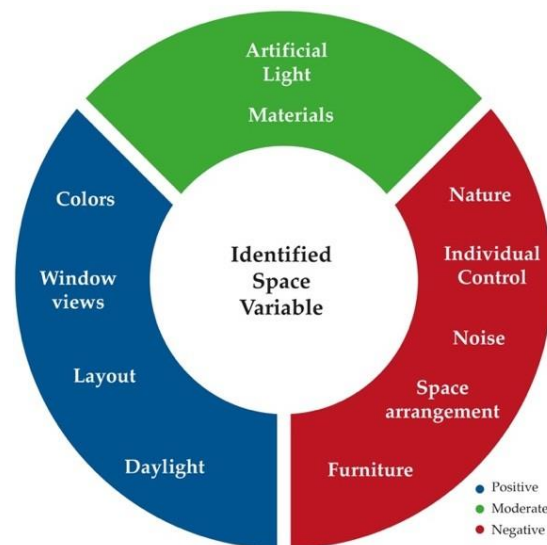 Artificial
Light
Materials
Colors
Window
views
Layout
Daylight
Identified
Space
Variable
Nature
Individual
Control
Noise
Space
arrangement
Furniture
Positive
Moderate
Negative